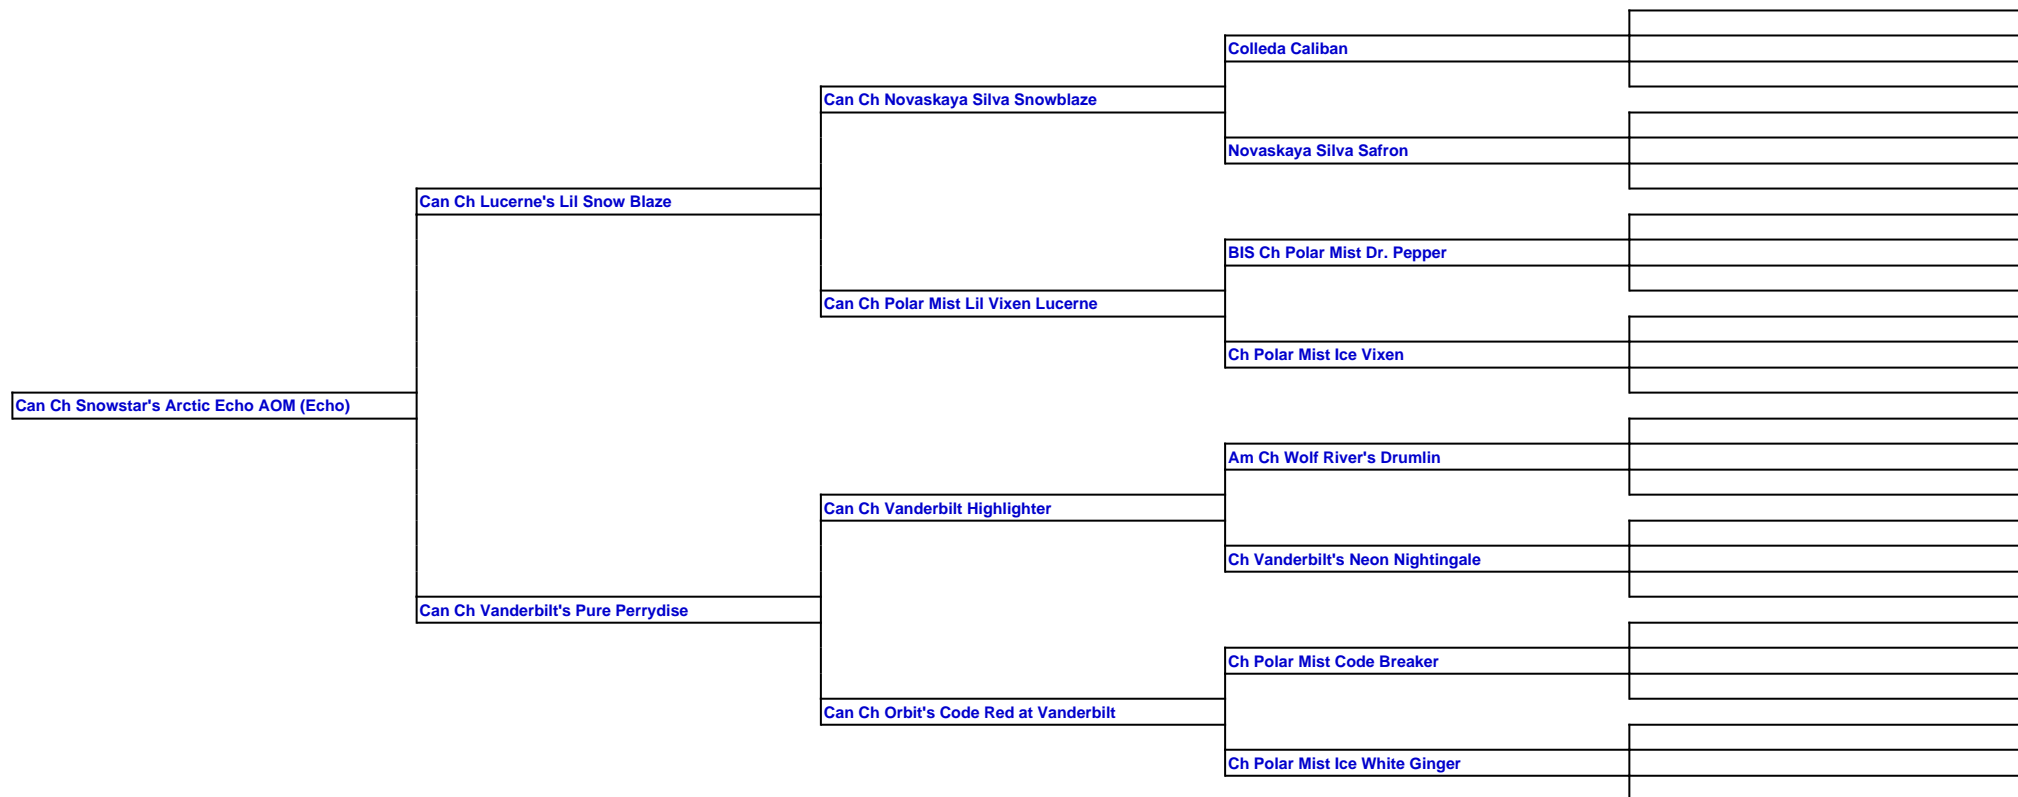 Colleda Caliban
Can Ch Novaskaya Silva Snowblaze
Novaskaya Silva Safron
Can Ch Lucerne's Lil Snow Blaze
BIS Ch Polar Mist Dr. Pepper
Can Ch Polar Mist Lil Vixen Lucerne
Ch Polar Mist Ice Vixen
Can Ch Snowstar's Arctic Echo AOM (Echo)
Am Ch Wolf River's Drumlin
Can Ch Vanderbilt Highlighter
Ch Vanderbilt's Neon Nightingale
Can Ch Vanderbilt's Pure Perrydise
Ch Polar Mist Code Breaker
Can Ch Orbit's Code Red at Vanderbilt
Ch Polar Mist Ice White Ginger